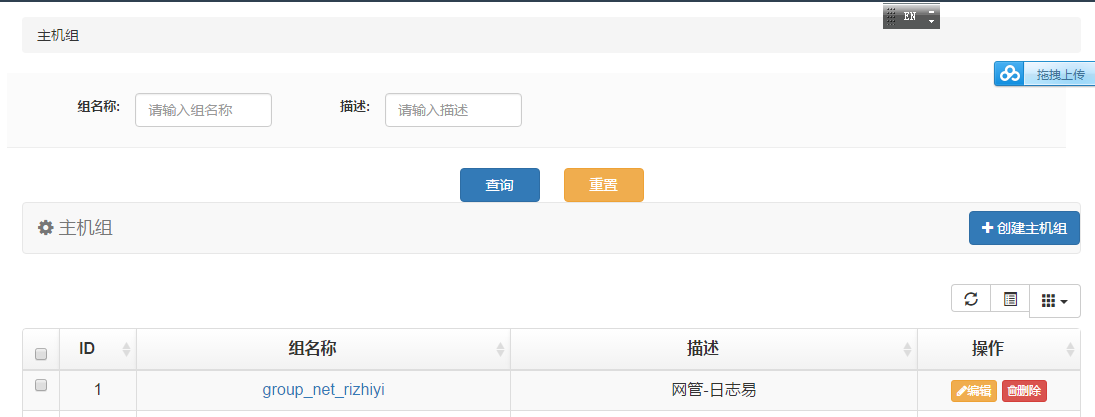 EN
主机组
拖拽上传
组名称: 请输入组名称 描述: 请输入描述
查询 重置
主机组 创建主机组
ID 组名称 描述 操作
1 group_net_rizhiyi 网管-日志易 编辑 删除